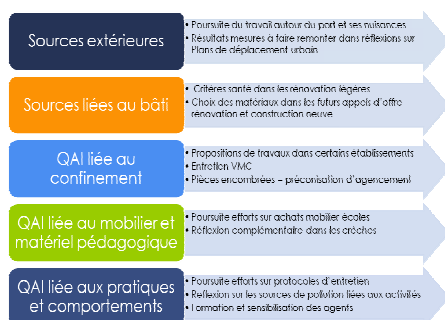 Sources extérieures
• Poursuite du travail autour du port et ses nuisances
• Résultats mesures à faire remonter dans réflexions sur
Plans de déplacement urbain
Sources liées au bâti
• Critères santé dans les rénovation légères
• Choix des matériaux dans les futurs appels d'offre
rénovation et construction neuve
QAI liée au
confinement
• Propositions de travaux dans certains établissements
• Entretien VMC
• Pièces encombrées – préconisation d'agencement
QAI liée au mobilier et
matériel pédagogique
• Poursuite efforts sur achats mobilier écoles
• Réflexion complémentaire dans les crèches
QAI liée aux pratiques
et comportements
• Poursuite efforts sur protocoles d'entretien
• Reflexion sur les sources de pollution liées aux activités
• Formation et sensibilisation des agents